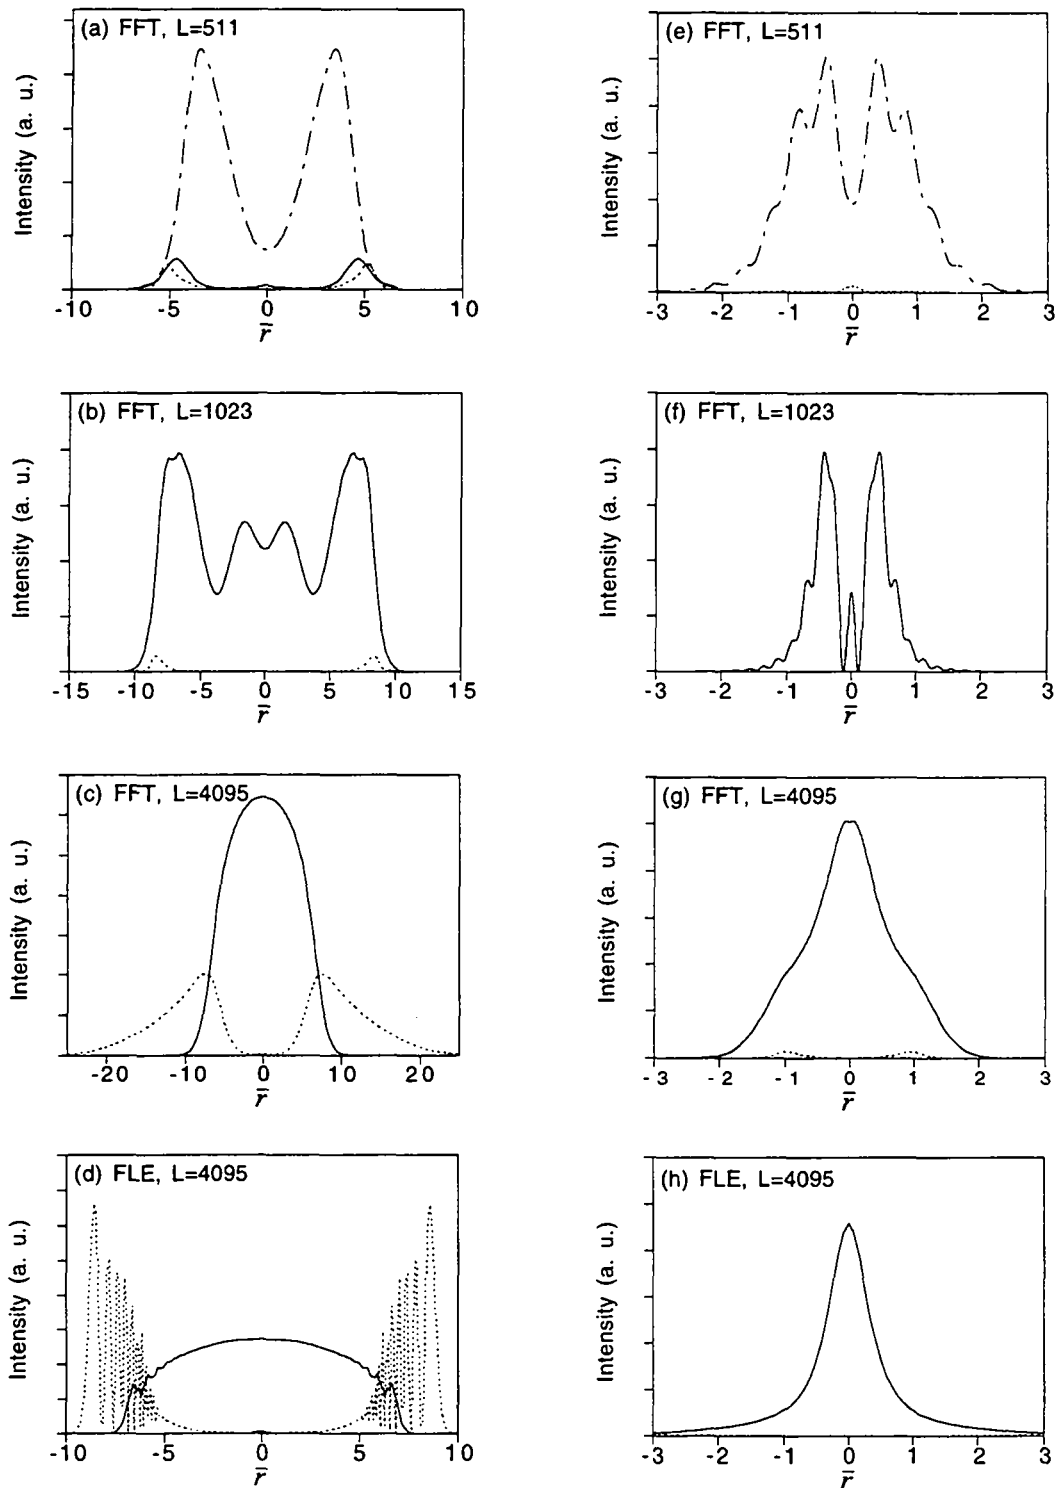 (a) FFT, L=511
Intensity (a. u.)
-10 -5 0 5 10
r̄
(e) FFT, L=511
Intensity (a. u.)
-3 -2 -1 0 1 2 3
r̄
(b) FFT, L=1023
Intensity (a. u.)
-15 -10 -5 0 5 10 15
r̄
(f) FFT, L=1023
Intensity (a. u.)
-3 -2 -1 0 1 2 3
r̄
(c) FFT, L=4095
Intensity (a. u.)
-20 -10 0 10 20
r̄
(g) FFT, L=4095
Intensity (a. u.)
-3 -2 -1 0 1 2 3
r̄
(d) FLE, L=4095
Intensity (a. u.)
-10 -5 0 5 10
r̄
(h) FLE, L=4095
Intensity (a. u.)
-3 -2 -1 0 1 2 3
r̄